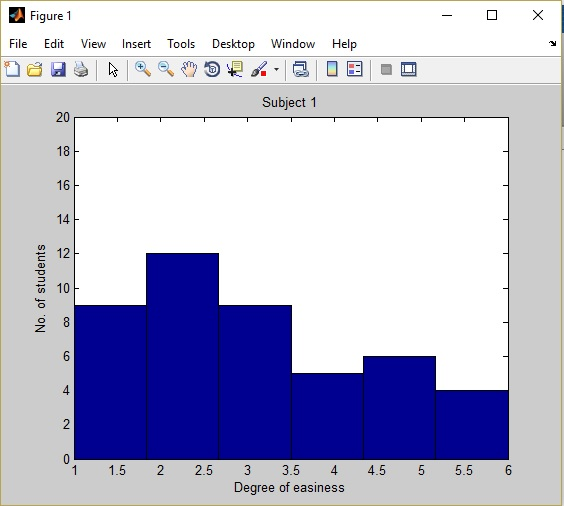 Figure 1
File Edit View Insert Tools Desktop Window Help
Subject 1
20
18
16
14
12
10
8
6
4
2
0
No. of students
1 1.5 2 2.5 3 3.5 4 4.5 5 5.5 6
Degree of easiness